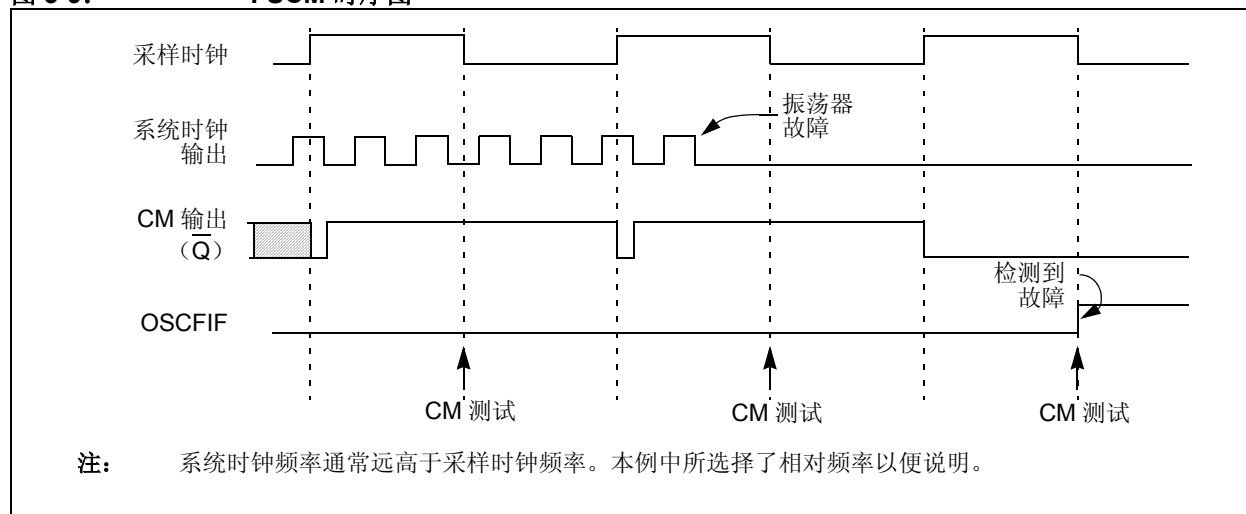 采样时钟
系统时钟
输出
振荡器
故障
CM 输出
（Q）
检测到
故障
OSCFIF
CM 测试
CM 测试
CM 测试
注： 系统时钟频率通常远高于采样时钟频率。本例中所选择了相对频率以便说明。